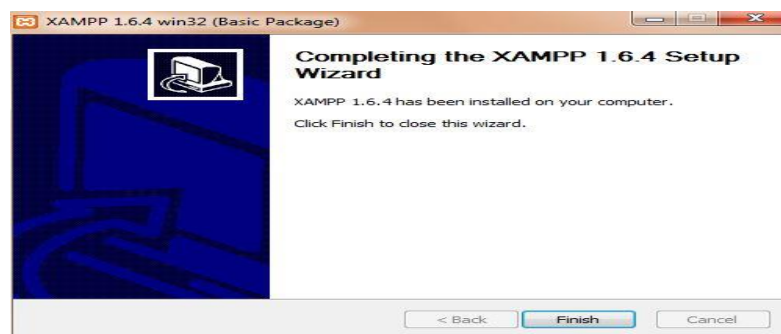 XAMPP 1.6.4 win32 (Basic Package)
Completing the XAMPP 1.6.4 Setup
Wizard
XAMPP 1.6.4 has been installed on your computer.
Click Finish to close this wizard.
< Back Finish Cancel